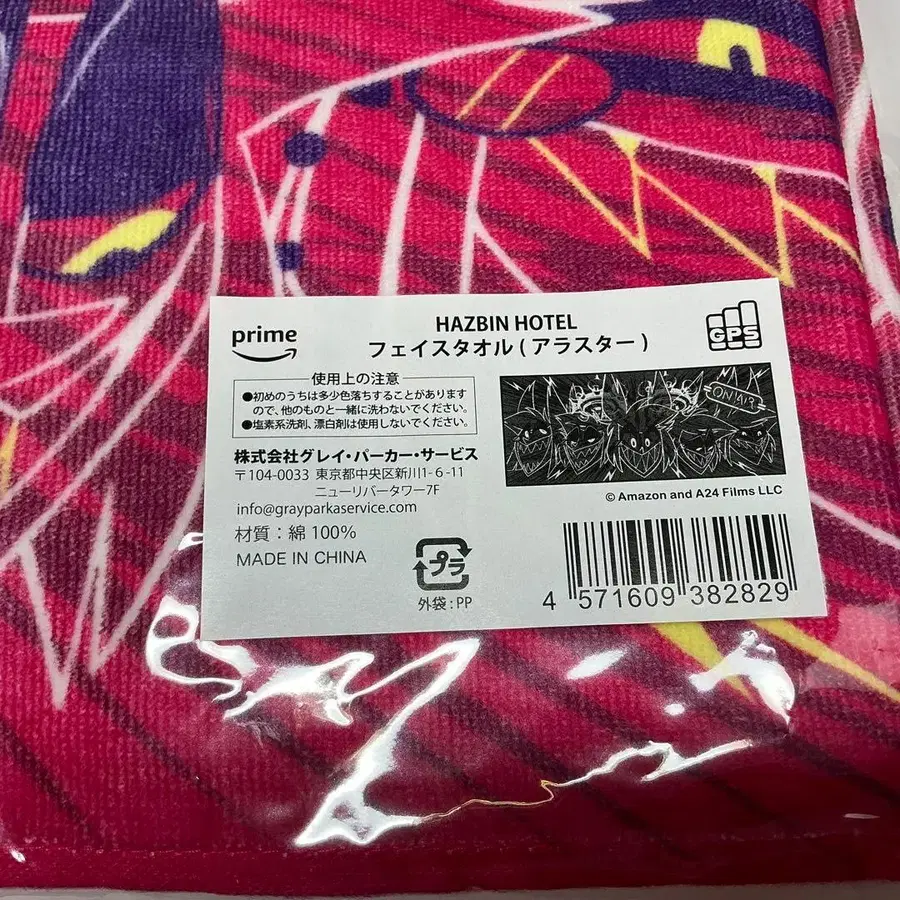 prime
HAZBIN HOTEL
フェイスタオル ( アラスター )
GPS
使用上の注意
●初めのうちは多少色落ちすることがあります
ので、他のものと一緒に洗わないでください。
●塩素系洗剤、漂白剤は使用しないでください。
ON AIR
© Amazon and A24 Films LLC
株式会社グレイ・パーカー・サービス
〒104-0033 東京都中央区新川1-6-11
ニューリバータワー7F
info@grayparkaservice.com
材質：綿 100%
MADE IN CHINA
プラ
外袋 : PP
4 571609 382829